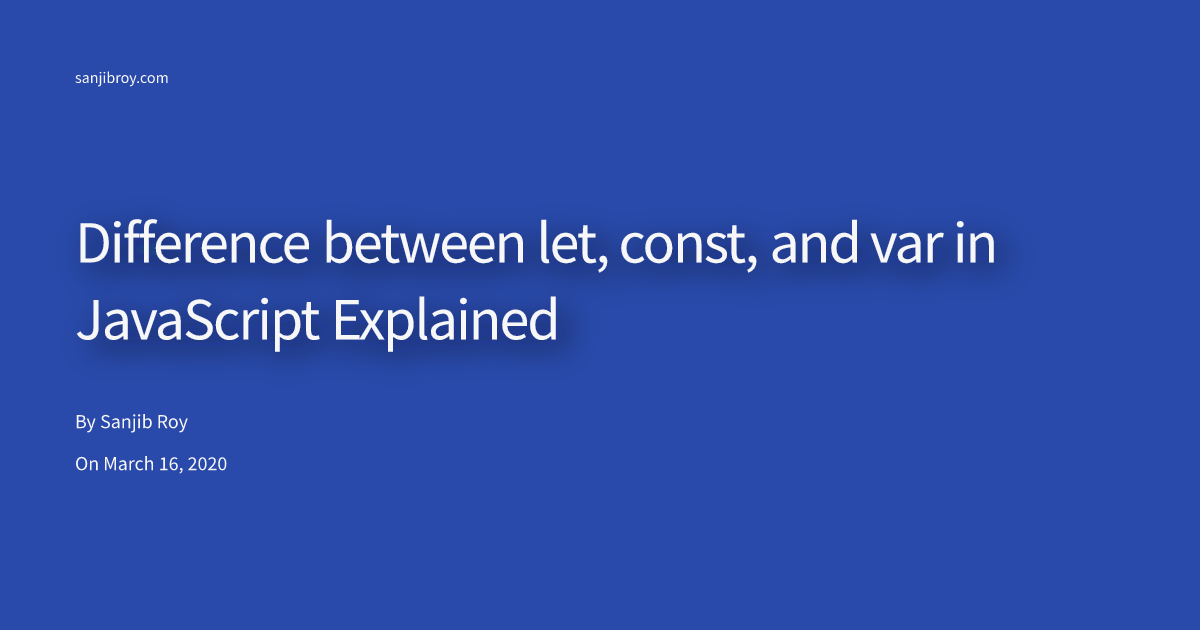 sanjibroy.com
Difference between let, const, and var in
JavaScript Explained
By Sanjib Roy
On March 16, 2020